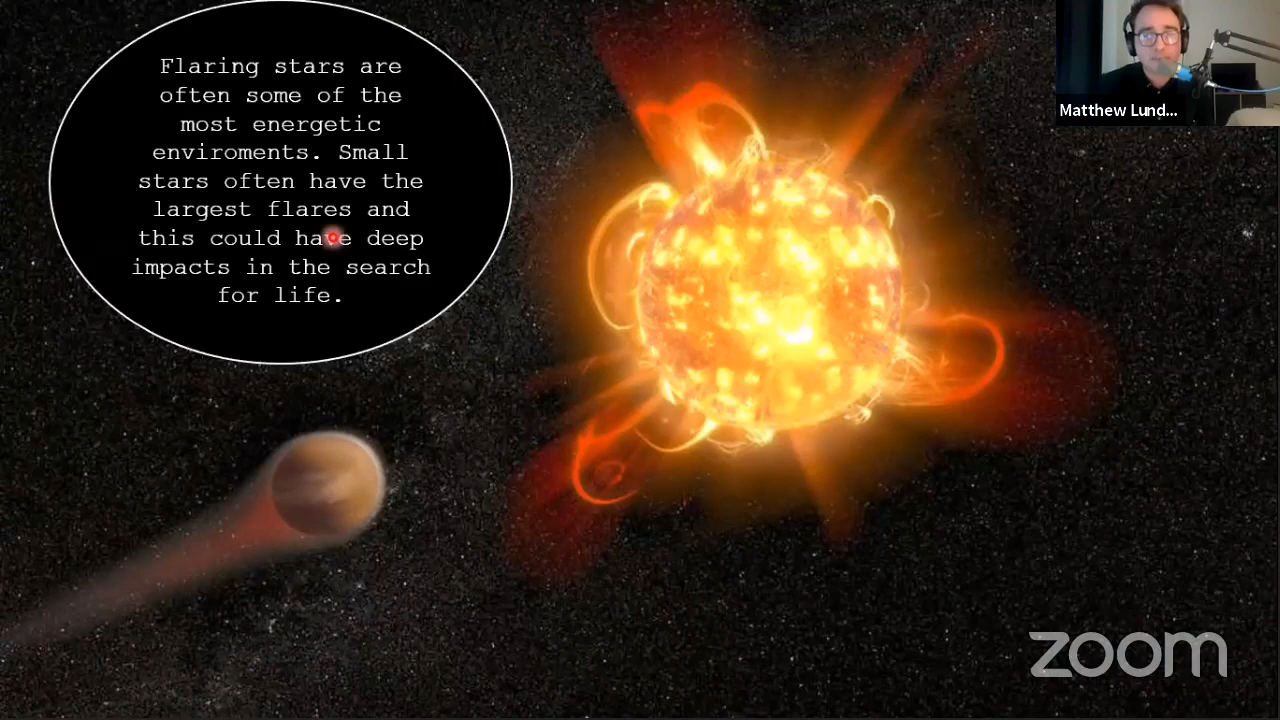 Flaring stars are
often some of the
most energetic
enviroments. Small
stars often have the
largest flares and
this could have deep
impacts in the search
for life.
Matthew Lund...
zoom